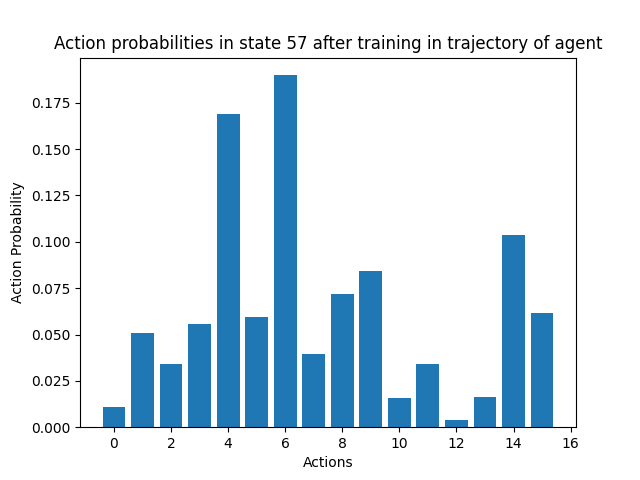 Action probabilities in state 57 after training in trajectory of agent
0.175
0.150
0.125
0.100
0.075
0.050
0.025
0.000
Action Probability
0 2 4 6 8 10 12 14 16
Actions